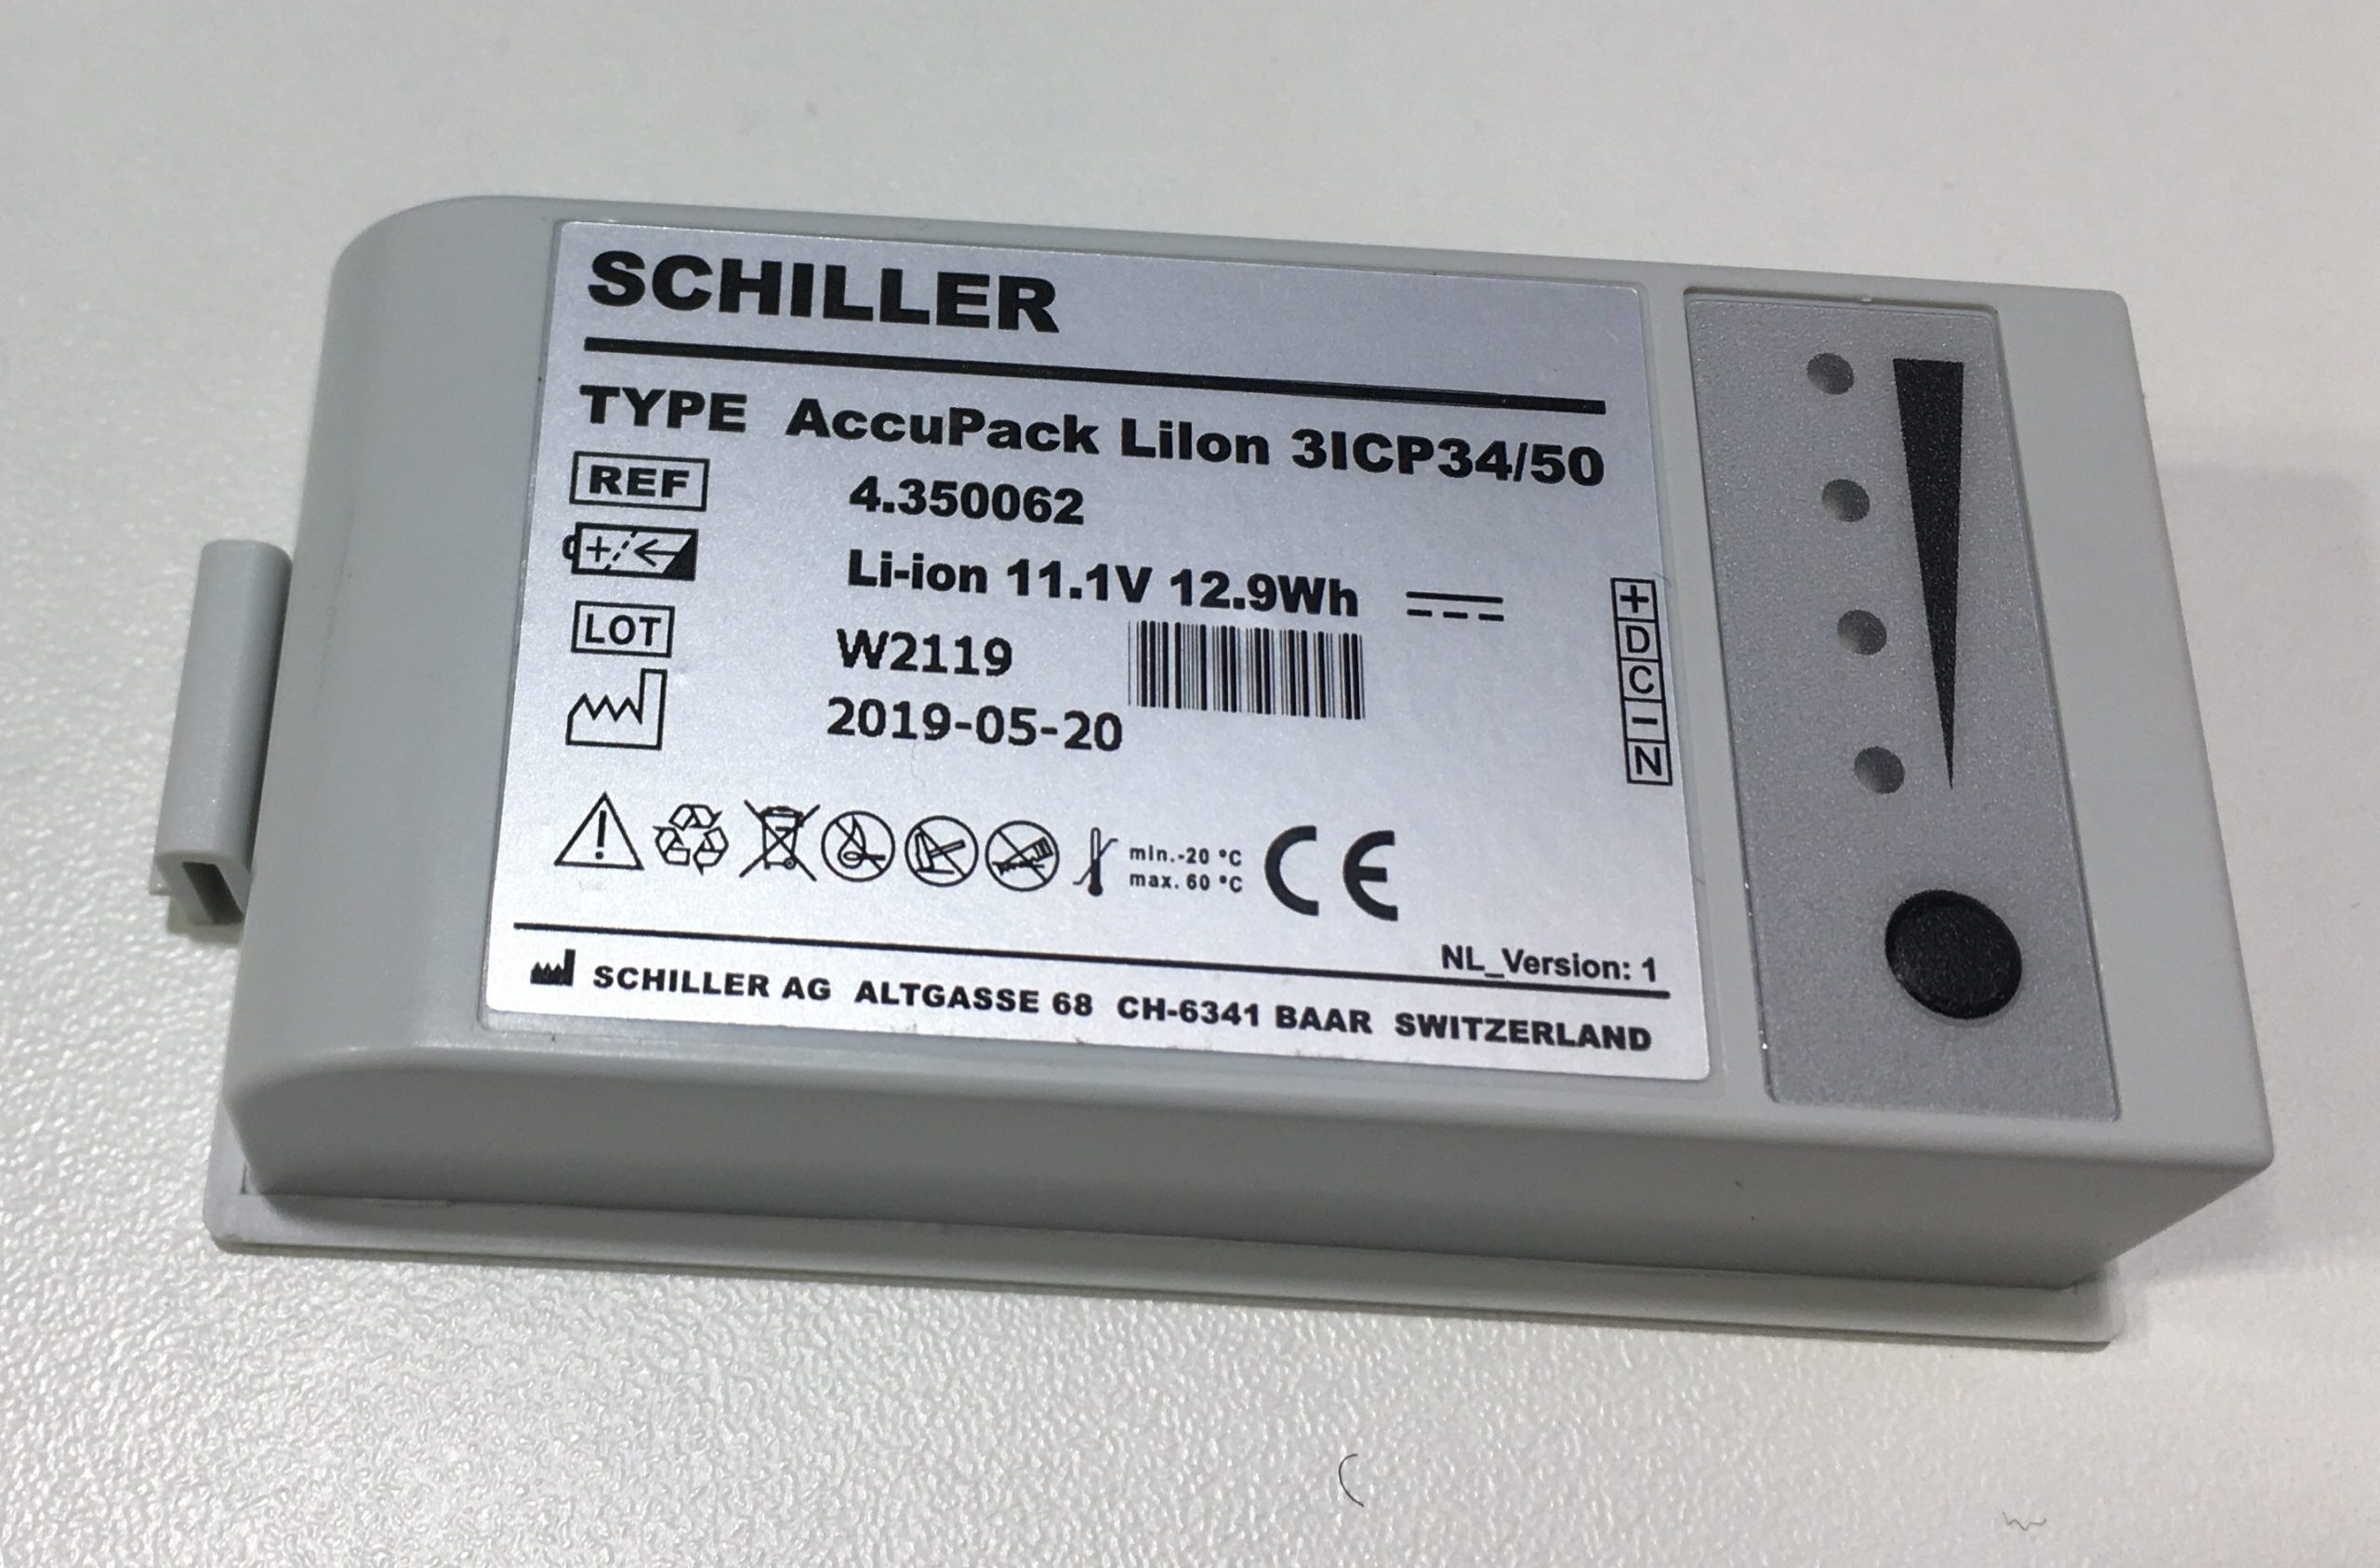 SCHILLER
TYPE AccuPack LiIon 3ICP34/50
REF 4.350062
+ Li-ion 11.1V 12.9Wh
LOT W2119
2019-05-20
+ D C - N
min.-20 °C
max. 60 °C
CE
NL_Version: 1
SCHILLER AG ALTGASSE 68 CH-6341 BAAR SWITZERLAND